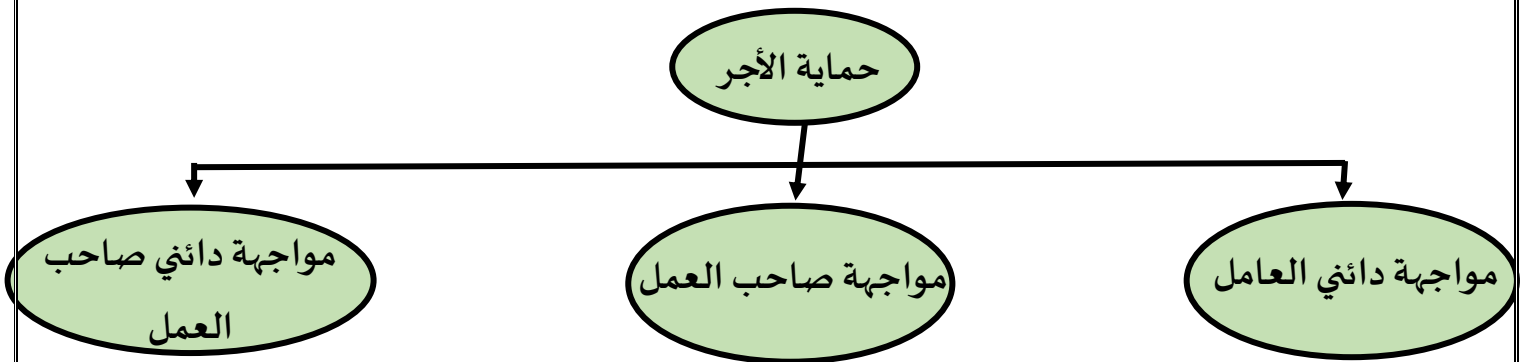 حماية الأجر
مواجهة دائني العامل
مواجهة صاحب العمل
مواجهة دائني صاحب
العمل